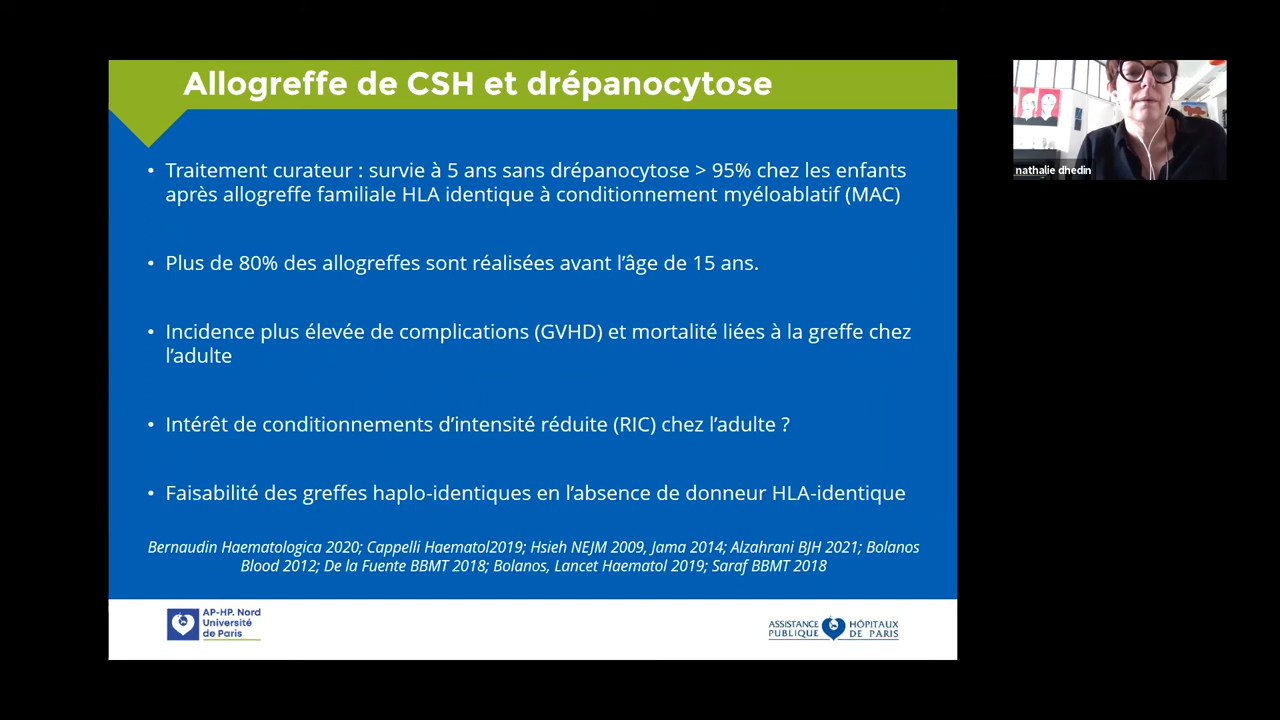 Allogreffe de CSH et drépanocytose
• Traitement curateur : survie à 5 ans sans drépanocytose > 95% chez les enfants
après allogreffe familiale HLA identique à conditionnement myéloablatif (MAC)
• Plus de 80% des allogreffes sont réalisées avant l'âge de 15 ans.
• Incidence plus élevée de complications (GVHD) et mortalité liées à la greffe chez
l'adulte
• Intérêt de conditionnements d'intensité réduite (RIC) chez l'adulte ?
• Faisabilité des greffes haplo-identiques en l'absence de donneur HLA-identique
Bernaudin Haematologica 2020; Cappelli Haematol2019; Hsieh NEJM 2009, Jama 2014; Alzahrani BJH 2021; Bolanos
Blood 2012; De la Fuente BBMT 2018; Bolanos, Lancet Haematol 2019; Saraf BBMT 2018
AP-HP. Nord
Université
de Paris
ASSISTANCE HÔPITAUX
PUBLIQUE DE PARIS
nathalie dhedin